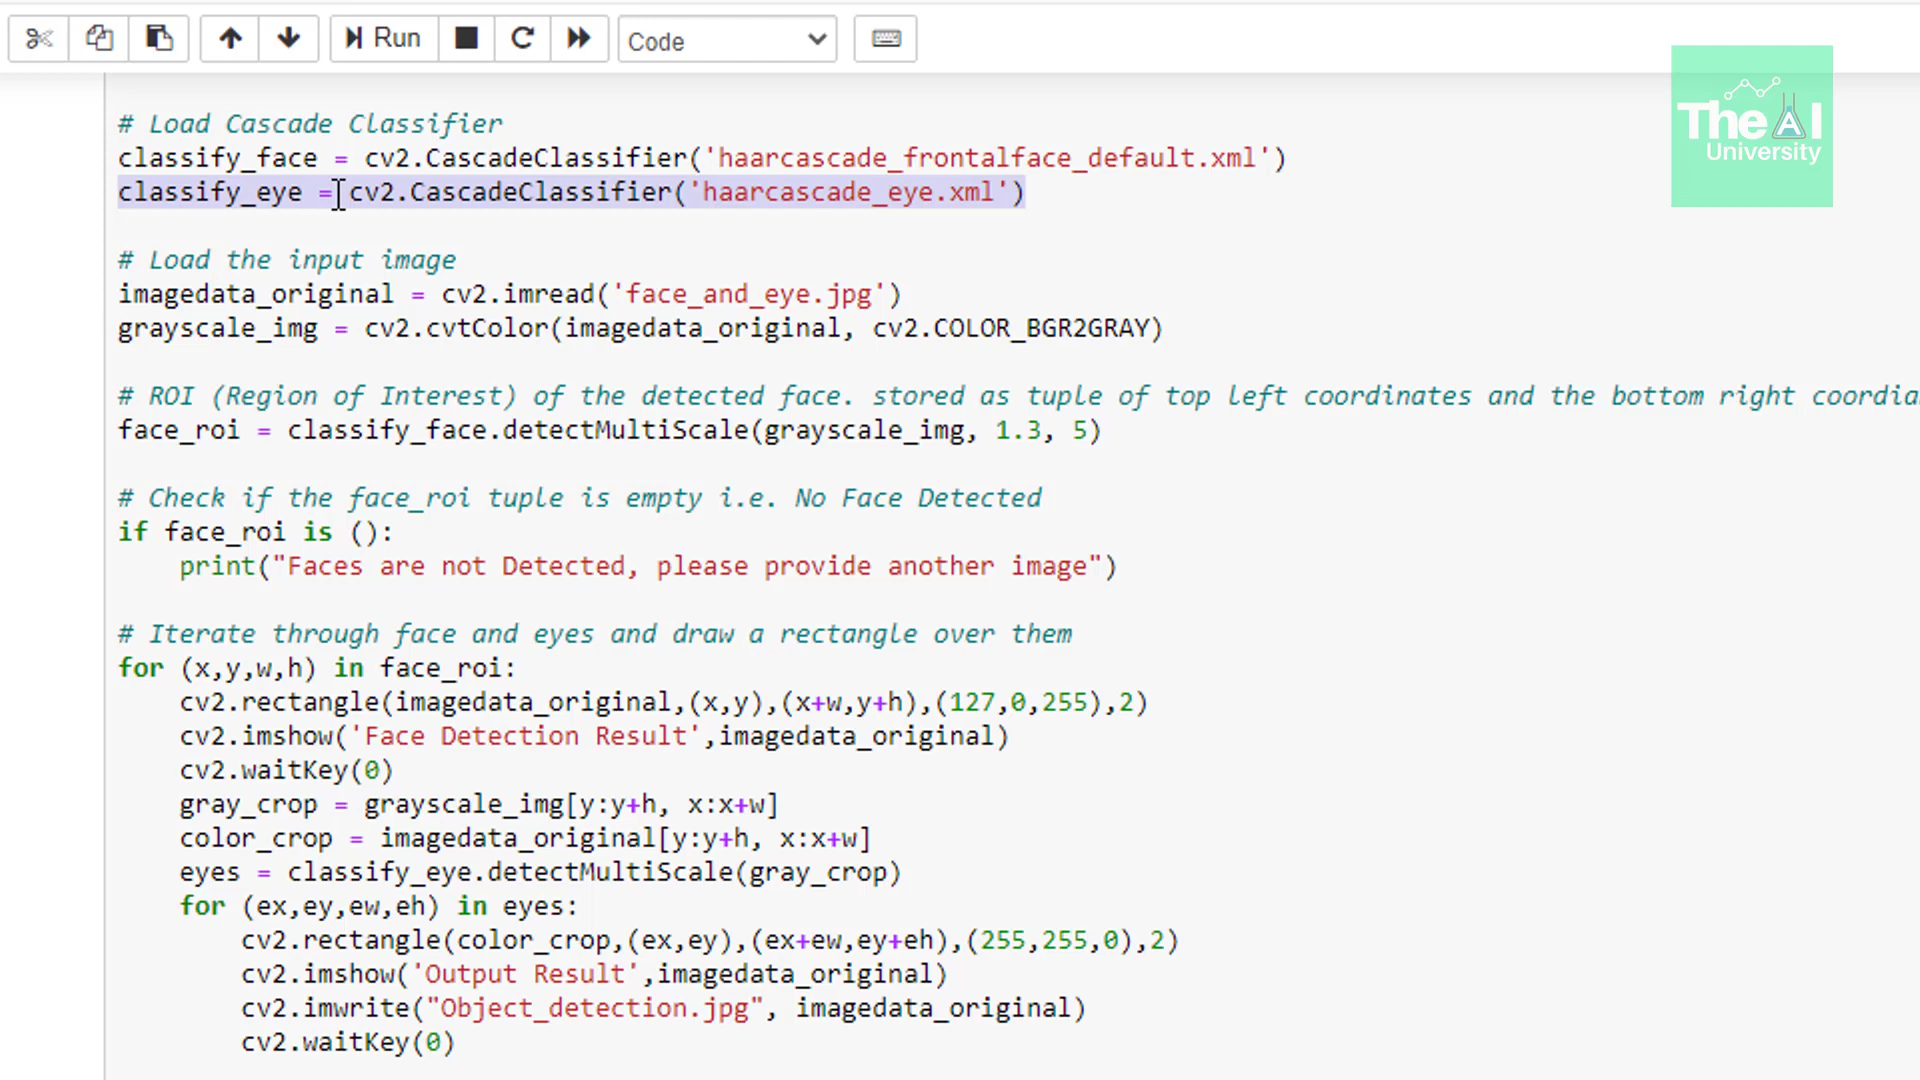 Run
Code
The AI
University
# Load Cascade Classifier
classify_face = cv2.CascadeClassifier('haarcascade_frontalface_default.xml')
classify_eye = cv2.CascadeClassifier('haarcascade_eye.xml')
# Load the input image
imagedata_original = cv2.imread('face_and_eye.jpg')
grayscale_img = cv2.cvtColor(imagedata_original, cv2.COLOR_BGR2GRAY)
# ROI (Region of Interest) of the detected face. stored as tuple of top left coordinates and the bottom right coordia
face_roi = classify_face.detectMultiScale(grayscale_img, 1.3, 5)
# Check if the face_roi tuple is empty i.e. No Face Detected
if face_roi is ():
    print("Faces are not Detected, please provide another image")
# Iterate through face and eyes and draw a rectangle over them
for (x,y,w,h) in face_roi:
    cv2.rectangle(imagedata_original,(x,y),(x+w,y+h),(127,0,255),2)
    cv2.imshow('Face Detection Result',imagedata_original)
    cv2.waitKey(0)
    gray_crop = grayscale_img[y:y+h, x:x+w]
    color_crop = imagedata_original[y:y+h, x:x+w]
    eyes = classify_eye.detectMultiScale(gray_crop)
    for (ex,ey,ew,eh) in eyes:
        cv2.rectangle(color_crop,(ex,ey),(ex+ew,ey+eh),(255,255,0),2)
        cv2.imshow('Output Result',imagedata_original)
        cv2.imwrite("Object_detection.jpg", imagedata_original)
        cv2.waitKey(0)